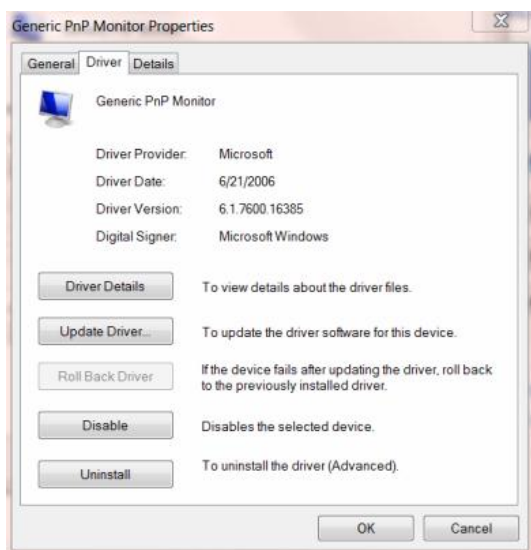 Generic PnP Monitor Properties
General Driver Details
Generic PnP Monitor
Driver Provider: Microsoft
Driver Date: 6/21/2006
Driver Version: 6.1.7600.16385
Digital Signer: Microsoft Windows
Driver Details To view details about the driver files.
Update Driver... To update the driver software for this device.
Roll Back Driver If the device fails after updating the driver, roll back
to the previously installed driver.
Disable Disables the selected device.
Uninstall To uninstall the driver (Advanced).
OK Cancel